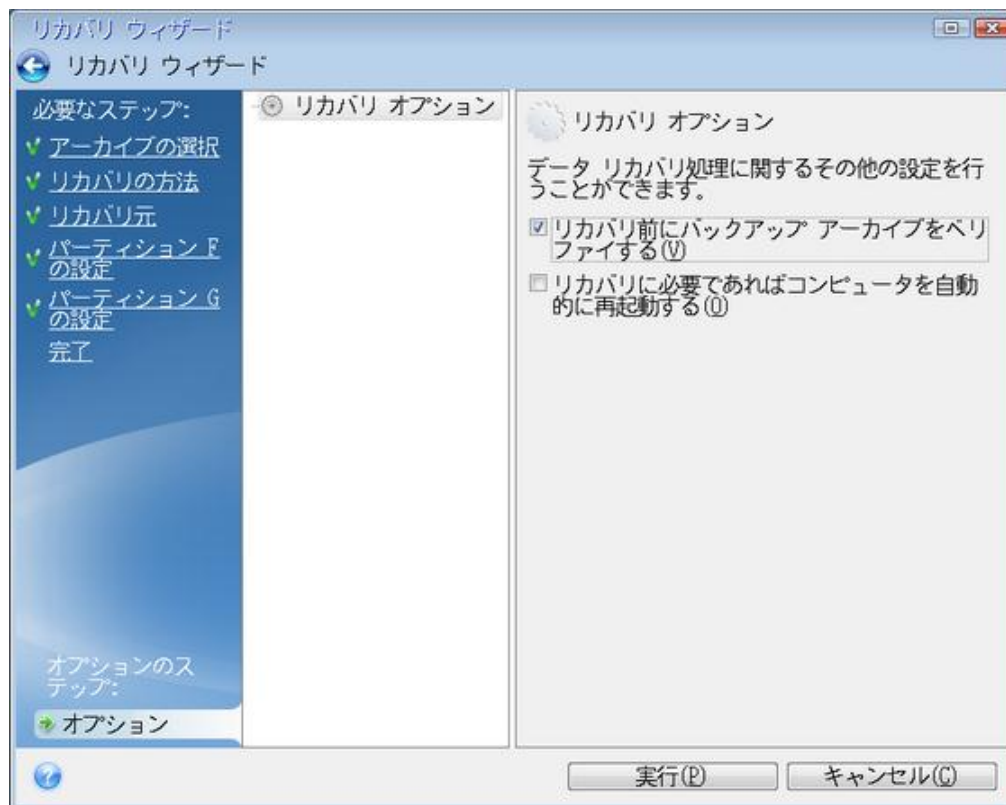 リカバリ ウィザード
リカバリ ウィザード
必要なステップ:
アーカイブの選択
リカバリの方法
リカバリ元
パーティション F
の設定
パーティション G
の設定
完了
オプションのス
テップ:
オプション
リカバリ オプション
リカバリ オプション
データ リカバリ処理に関するその他の設定を行
うことができます。
リカバリ前にバックアップ アーカイブをベリ
ファイする(V)
リカバリに必要であればコンピュータを自動
的に再起動する(O)
実行(P)
キャンセル(C)